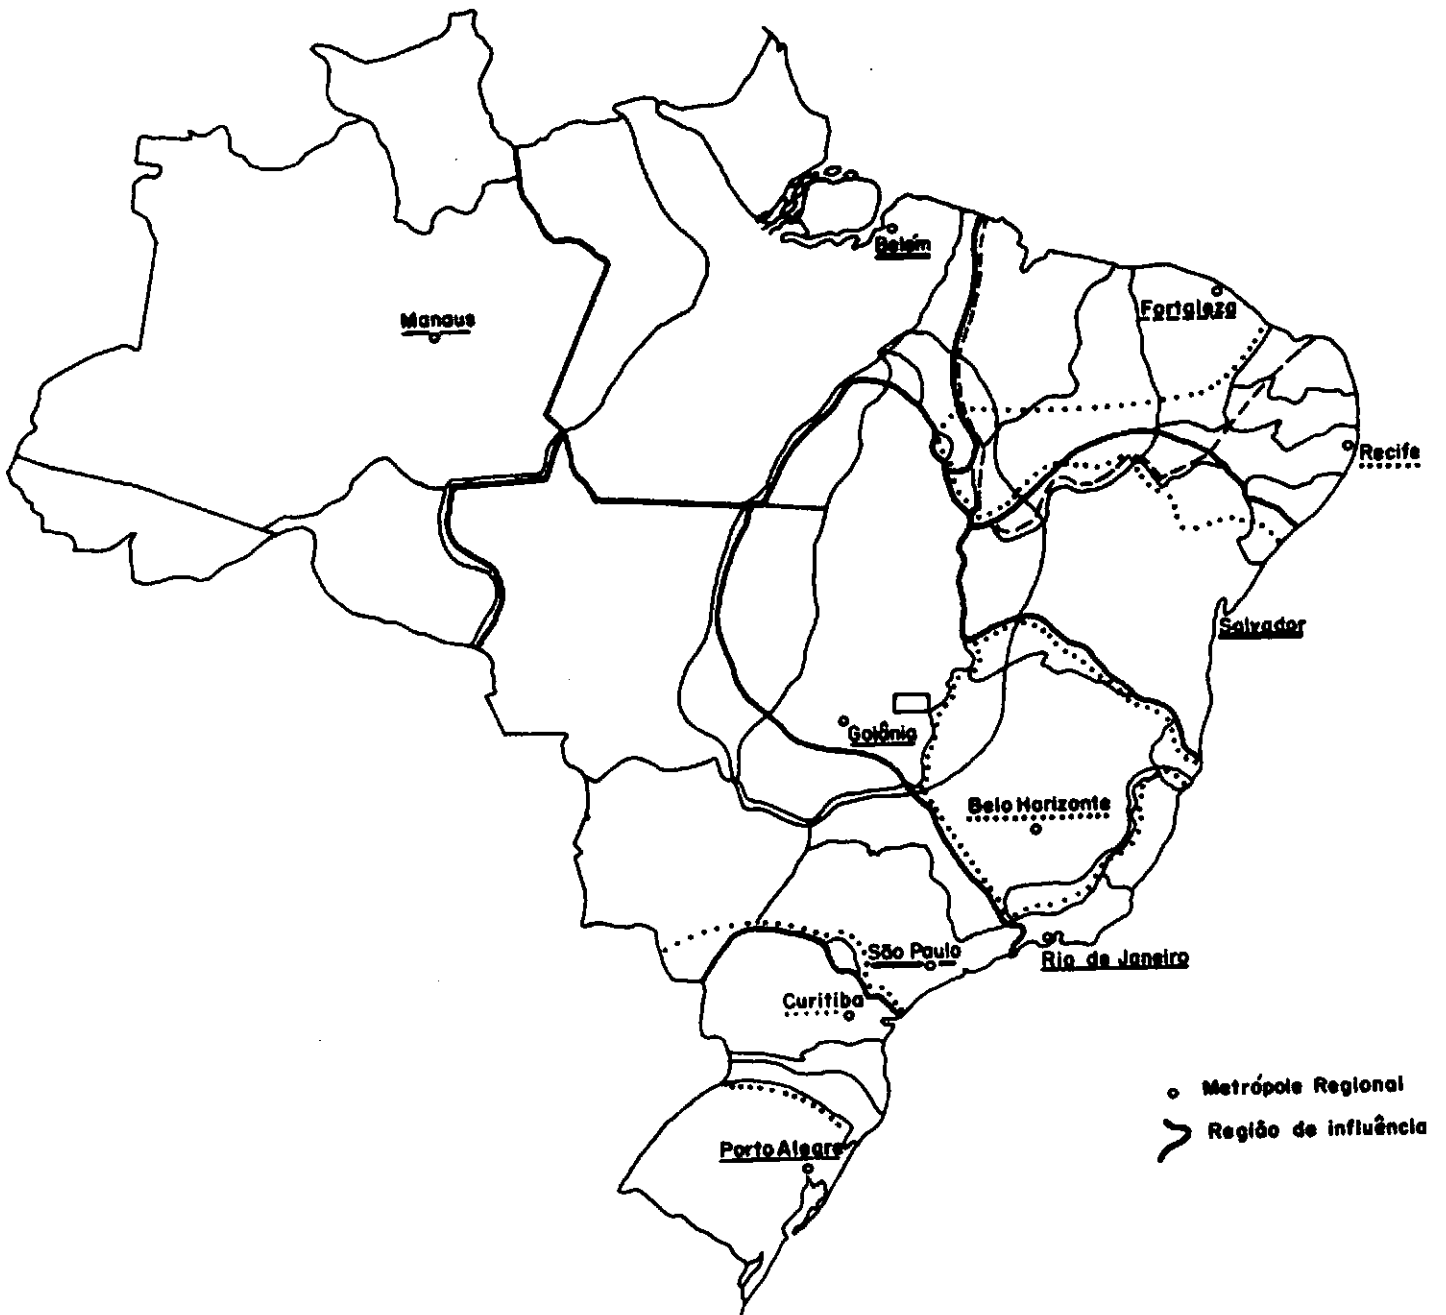 Belém
Manaus
Fortaleza
Recife
Salvador
Goiânia
Belo Horizonte
São Paulo
Rio de Janeiro
Curitiba
Metrópole Regional
Região de influência
Porto Alegre